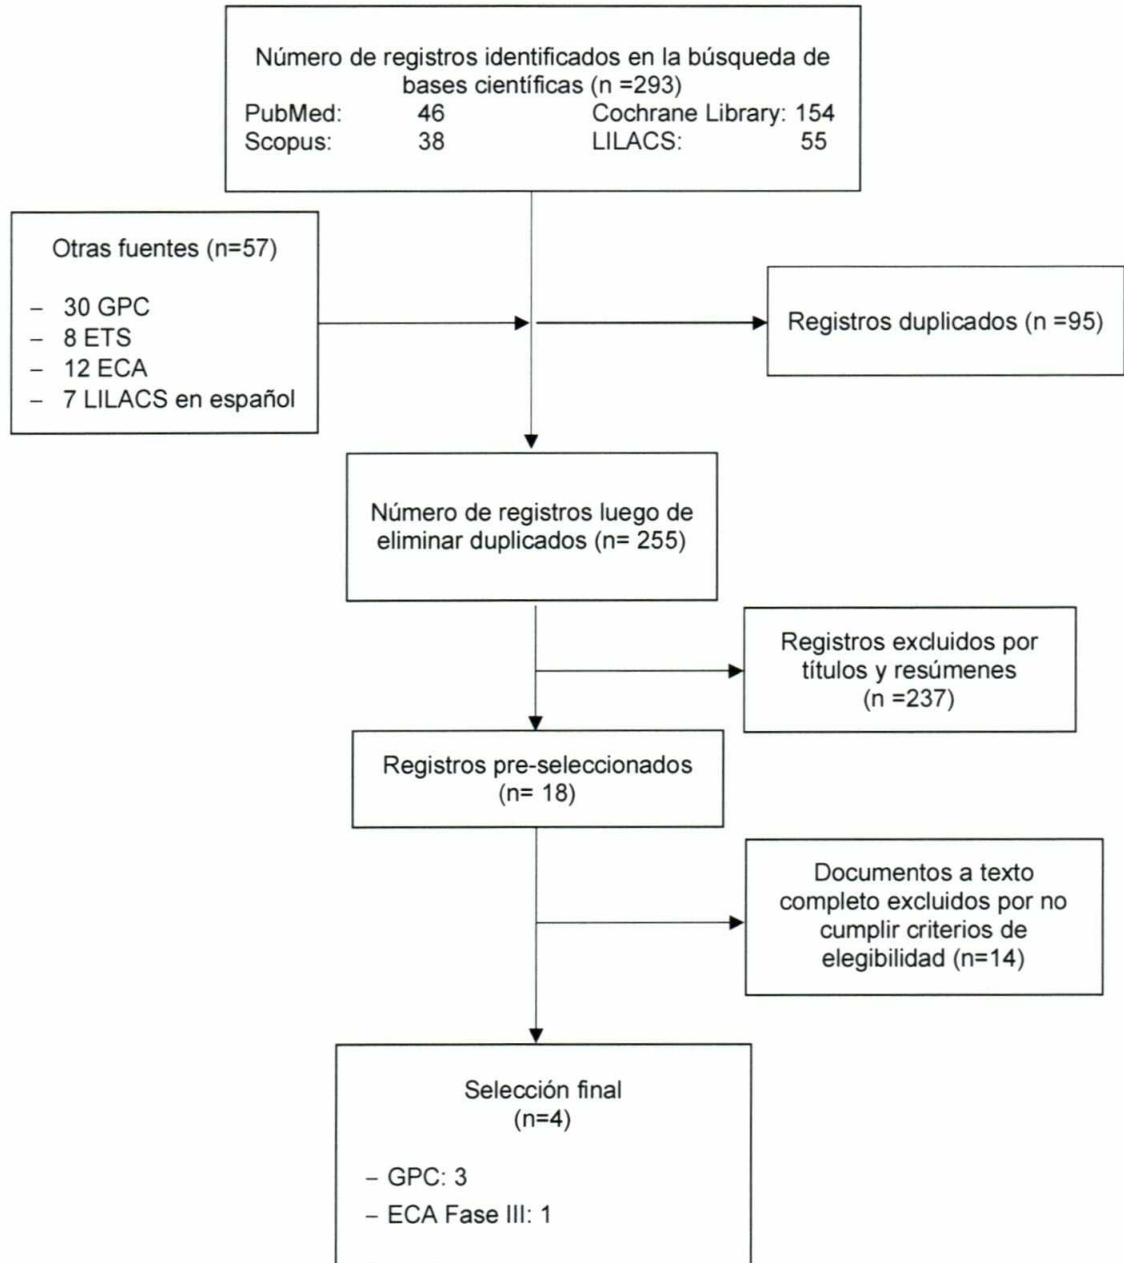 Número de registros identificados en la búsqueda de
bases científicas (n =293)
PubMed: 46 Cochrane Library: 154
Scopus: 38 LILACS: 55
Otras fuentes (n=57)
– 30 GPC
– 8 ETS
– 12 ECA
– 7 LILACS en español
Registros duplicados (n =95)
Número de registros luego de
eliminar duplicados (n= 255)
Registros excluidos por
títulos y resúmenes
(n =237)
Registros pre-seleccionados
(n= 18)
Documentos a texto
completo excluidos por no
cumplir criterios de
elegibilidad (n=14)
Selección final
(n=4)
– GPC: 3
– ECA Fase III: 1